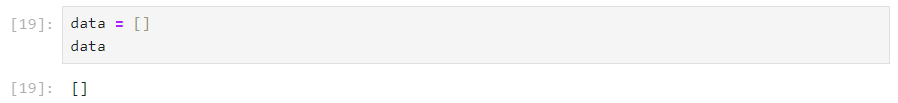 [19]: data = []
data
[19]: []